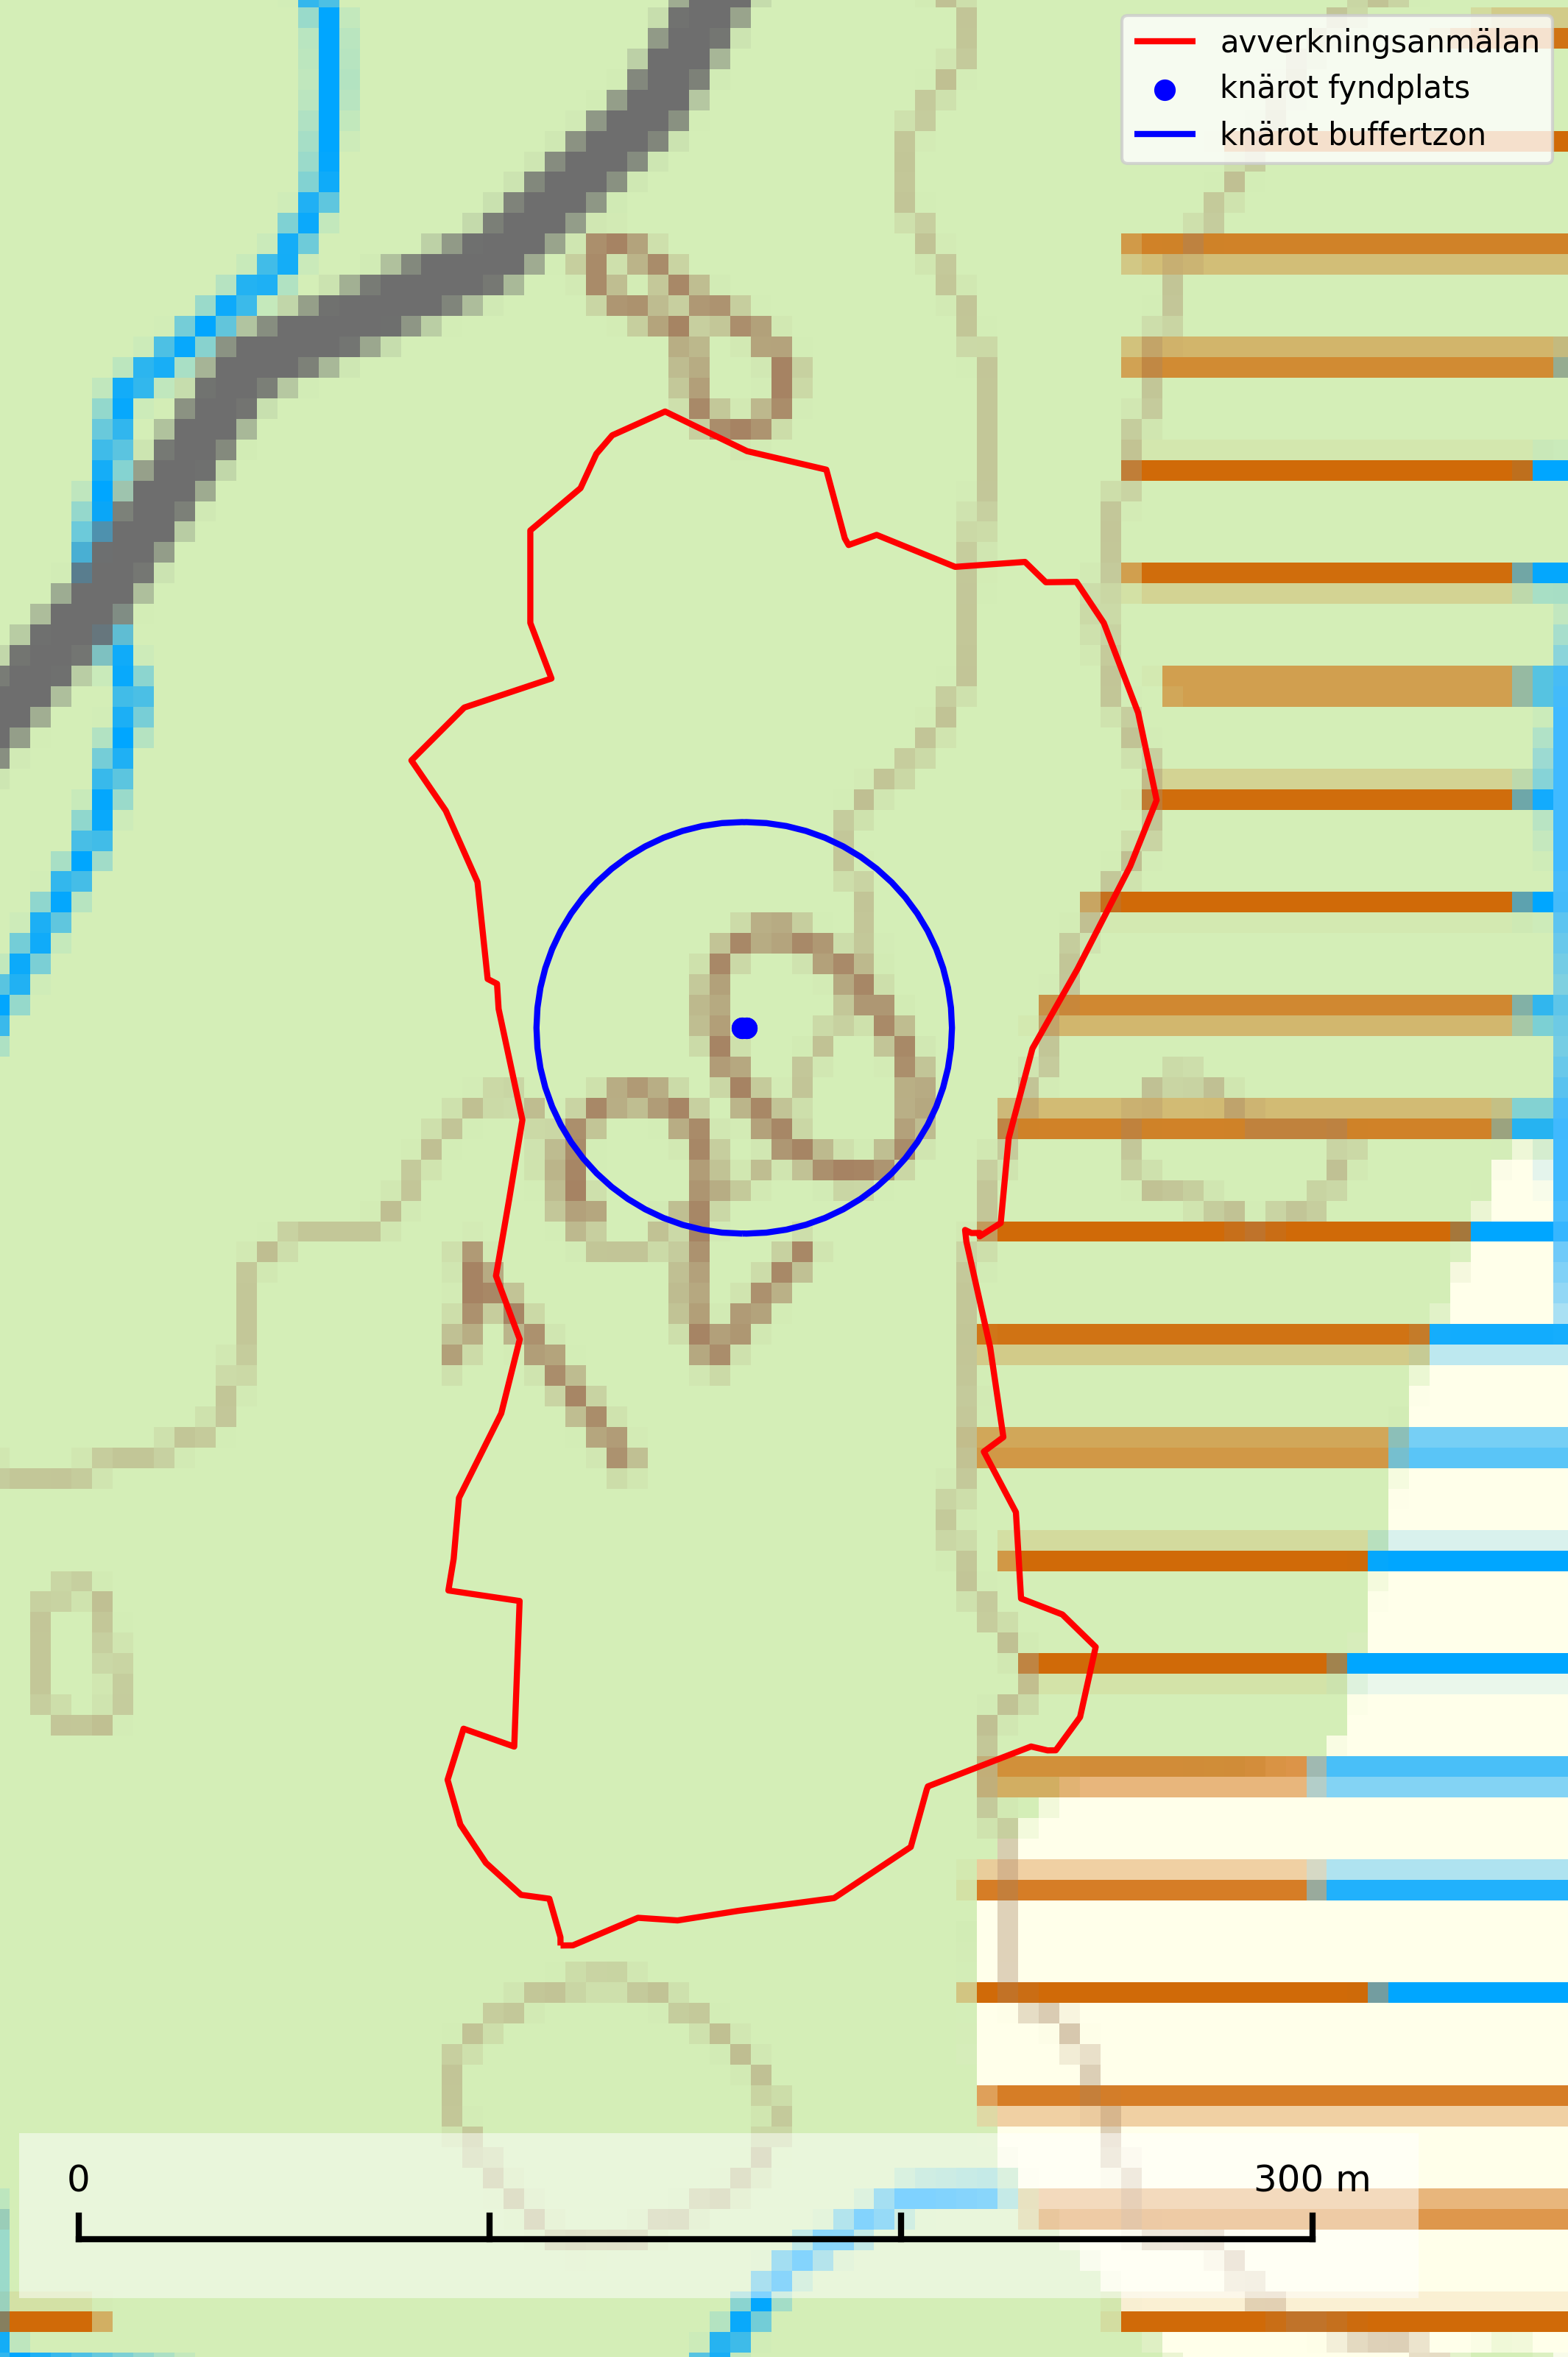 avverkningsanmälan
knärot fyndplats
knärot buffertzon
0
300 m